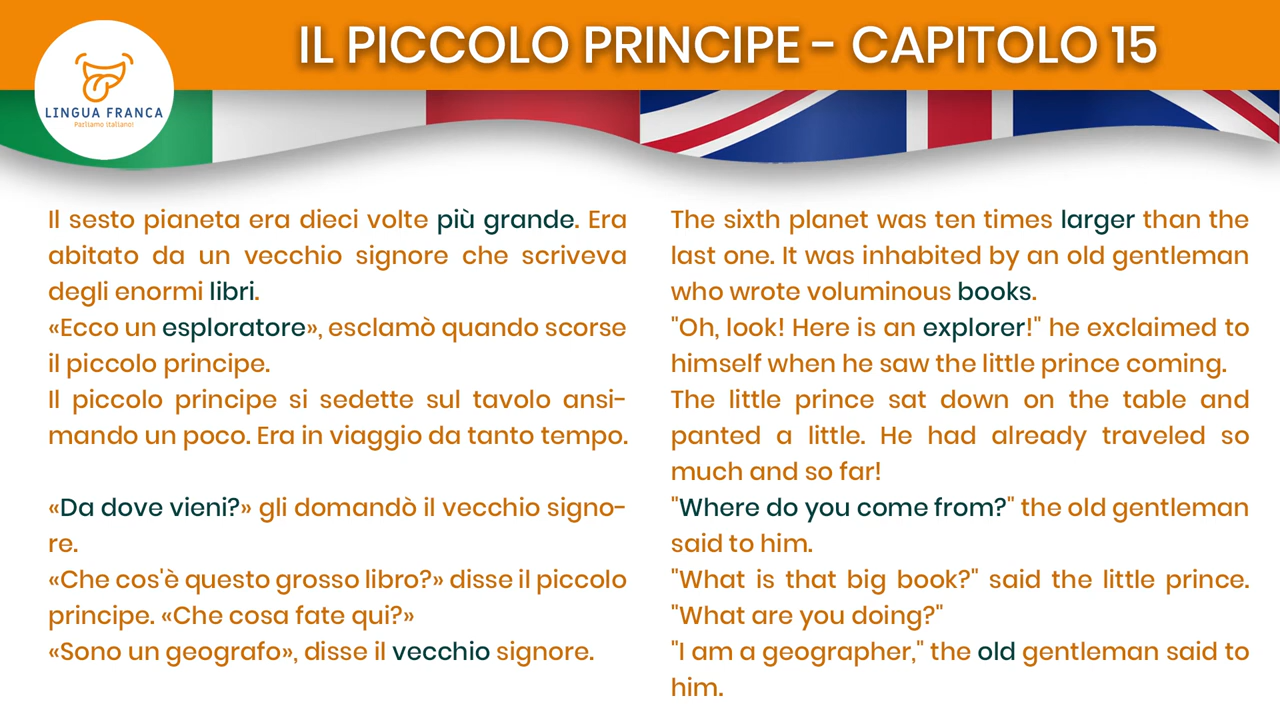 IL PICCOLO PRINCIPE - CAPITOLO 15
LINGUA FRANCA
Parliamo italiano!
Il sesto pianeta era dieci volte più grande. Era
abitato da un vecchio signore che scriveva
degli enormi libri.
«Ecco un esploratore», esclamò quando scorse
il piccolo principe.
Il piccolo principe si sedette sul tavolo ansi-
mando un poco. Era in viaggio da tanto tempo.
«Da dove vieni?» gli domandò il vecchio signo-
re.
«Che cos'è questo grosso libro?» disse il piccolo
principe. «Che cosa fate qui?»
«Sono un geografo», disse il vecchio signore.
The sixth planet was ten times larger than the
last one. It was inhabited by an old gentleman
who wrote voluminous books.
"Oh, look! Here is an explorer!" he exclaimed to
himself when he saw the little prince coming.
The little prince sat down on the table and
panted a little. He had already traveled so
much and so far!
"Where do you come from?" the old gentleman
said to him.
"What is that big book?" said the little prince.
"What are you doing?"
"I am a geographer," the old gentleman said to
him.